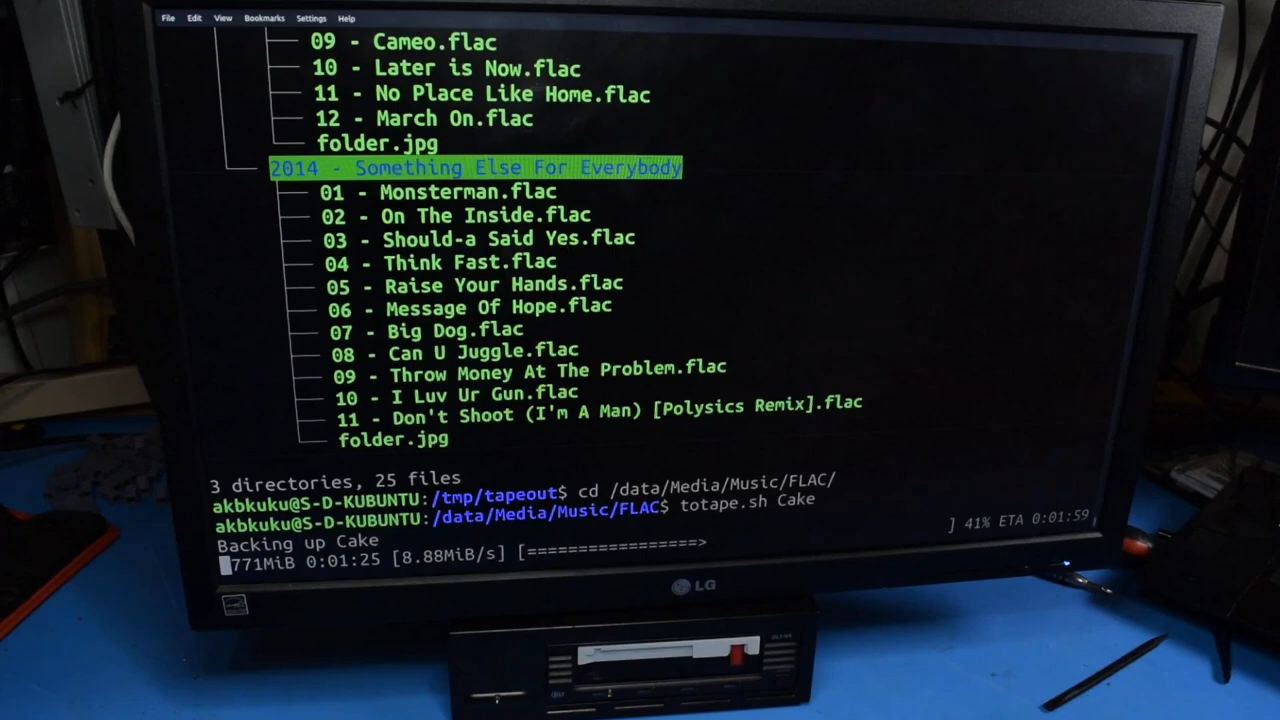 File Edit View Bookmarks Settings Help
09 - Cameo.flac
10 - Later is Now.flac
11 - No Place Like Home.flac
12 - March On.flac
folder.jpg
2014 - Something Else For Everybody
01 - Monsterman.flac
02 - On The Inside.flac
03 - Should-a Said Yes.flac
04 - Think Fast.flac
05 - Raise Your Hands.flac
06 - Message Of Hope.flac
07 - Big Dog.flac
08 - Can U Juggle.flac
09 - Throw Money At The Problem.flac
10 - I Luv Ur Gun.flac
11 - Don't Shoot (I'm A Man) [Polysics Remix].flac
folder.jpg
3 directories, 25 files
akbkuku@S-D-KUBUNTU:/tmp/tapeout$ cd /data/Media/Music/FLAC/
akbkuku@S-D-KUBUNTU:/data/Media/Music/FLAC$ totape.sh Cake
Backing up Cake
771MiB 0:01:25 [8.88MiB/s] [=================> ] 41% ETA 0:01:59
LG